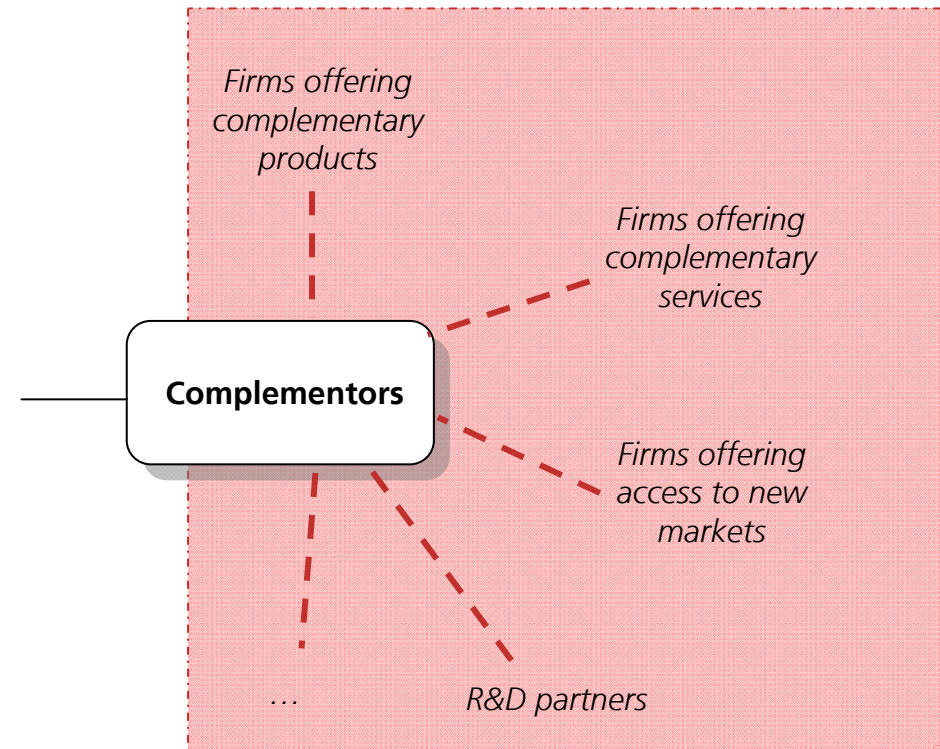 Firms offering
complementary
products
Firms offering
complementary
services
Complementors
Firms offering
access to new
markets
...
R&D partners